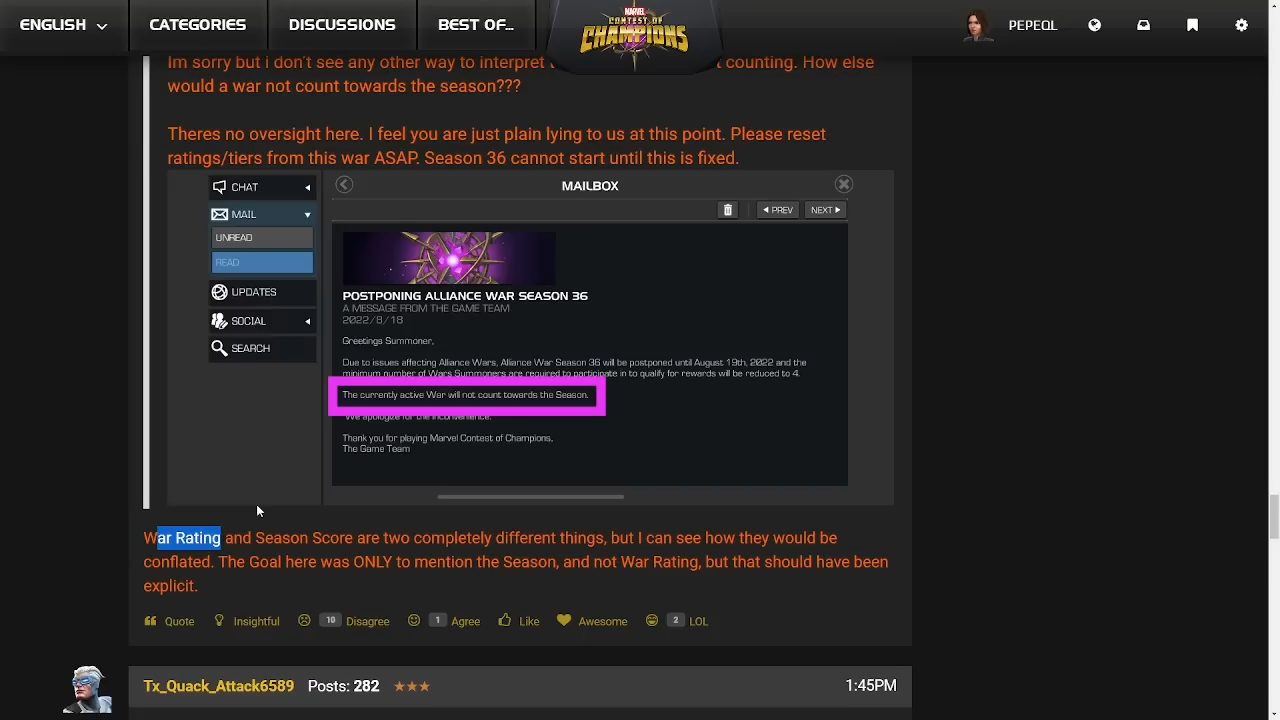 ENGLISH CATEGORIES DISCUSSIONS BEST OF... MARVEL CONTEST OF CHAMPIONS PEPEQL
Im sorry but i don't see any other way to interpret t counting. How else
would a war not count towards the season???
Theres no oversight here. I feel you are just plain lying to us at this point. Please reset
ratings/tiers from this war ASAP. Season 36 cannot start until this is fixed.
CHAT
MAIL
UNREAD
READ
UPDATES
SOCIAL
SEARCH
MAILBOX
PREV NEXT
POSTPONING ALLIANCE WAR SEASON 36
A MESSAGE FROM THE GAME TEAM
2022/8/18
Greetings Summoner,
Due to issues affecting Alliance Wars, Alliance War Season 36 will be postponed until August 19th, 2022 and the
minimum number of Wars Summoners are required to participate in to qualify for rewards will be reduced to 4.
The currently active War will not count towards the Season.
We apologize for the inconvenience.
Thank you for playing Marvel Contest of Champions,
The Game Team
War Rating and Season Score are two completely different things, but I can see how they would be
conflated. The Goal here was ONLY to mention the Season, and not War Rating, but that should have been
explicit.
Quote Insightful 10 Disagree 1 Agree Like Awesome 2 LOL
Tx_Quack_Attack6589 Posts: 282 ★★★ 1:45PM